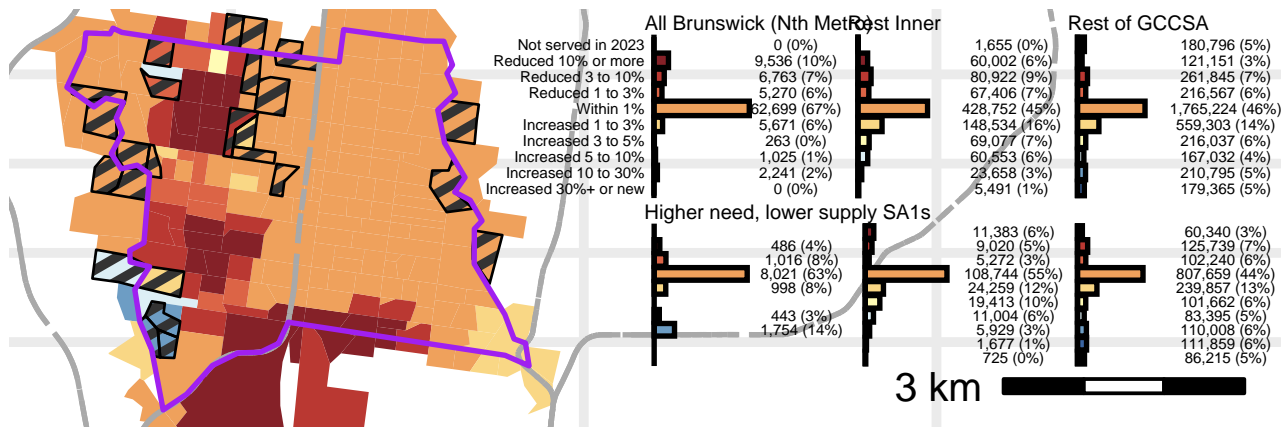 All Brunswick (Nth Metro) Rest Inner Rest of GCCSA
Not served in 2023 0 (0%) 1,655 (0%) 180,796 (5%)
Reduced 10% or more 9,536 (10%) 60,002 (6%) 121,151 (3%)
Reduced 3 to 10% 6,763 (7%) 80,922 (9%) 261,845 (7%)
Reduced 1 to 3% 5,270 (6%) 67,406 (7%) 216,567 (6%)
Within 1% 62,699 (67%) 428,752 (45%) 1,765,224 (46%)
Increased 1 to 3% 5,671 (6%) 148,534 (16%) 559,303 (14%)
Increased 3 to 5% 263 (0%) 69,077 (7%) 216,037 (6%)
Increased 5 to 10% 1,025 (1%) 60,553 (6%) 167,032 (4%)
Increased 10 to 30% 2,241 (2%) 23,658 (3%) 210,795 (5%)
Increased 30%+ or new 0 (0%) 5,491 (1%) 179,365 (5%)
Higher need, lower supply SA1s
11,383 (6%) 60,340 (3%)
486 (4%) 9,020 (5%) 125,739 (7%)
1,016 (8%) 5,272 (3%) 102,240 (6%)
8,021 (63%) 108,744 (55%) 807,659 (44%)
998 (8%) 24,259 (12%) 239,857 (13%)
19,413 (10%) 101,662 (6%)
443 (3%) 11,004 (6%) 83,395 (5%)
1,754 (14%) 5,929 (3%) 110,008 (6%)
1,677 (1%) 111,859 (6%)
725 (0%) 86,215 (5%)
3 km